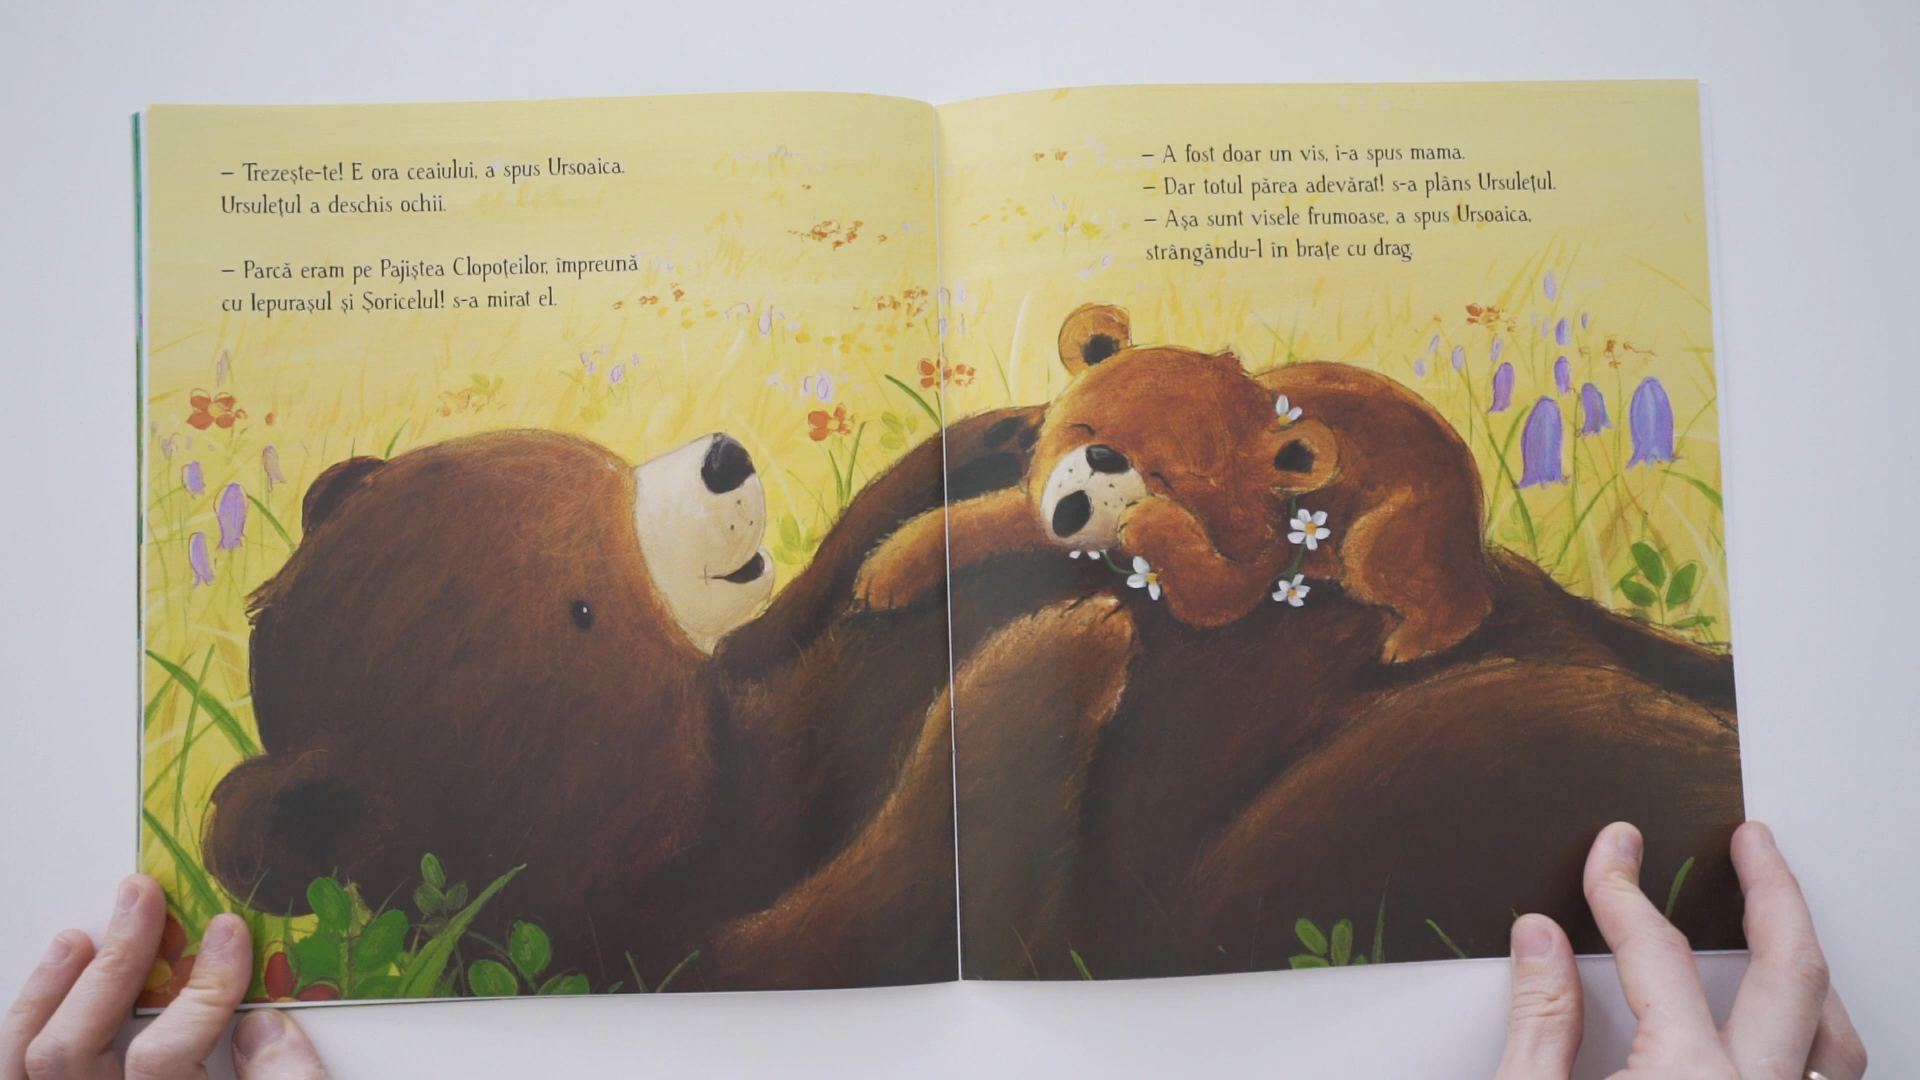 – Trezește-te! E ora ceaiului, a spus Ursoaica.
Ursulețul a deschis ochii.
– Parcă eram pe Pajiștea Clopoțeilor, împreună
cu Iepurașul și Șoricelul! s-a mirat el.
– A fost doar un vis, i-a spus mama.
– Dar totul părea adevărat! s-a plâns Ursulețul.
– Așa sunt visele frumoase, a spus Ursoaica,
strângându-l în brațe cu drag.